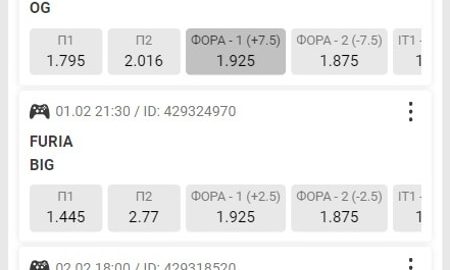 OG
П1 П2 ФОРА - 1 (+7.5) ФОРА - 2 (-7.5) ІТ1 -
1.795 2.016 1.925 1.875 1
01.02 21:30 / ID: 429324970
FURIA
BIG
П1 П2 ФОРА - 1 (+2.5) ФОРА - 2 (-2.5) ІТ1 -
1.445 2.77 1.925 1.875 1
02.02 18:00 / ID: 429318520